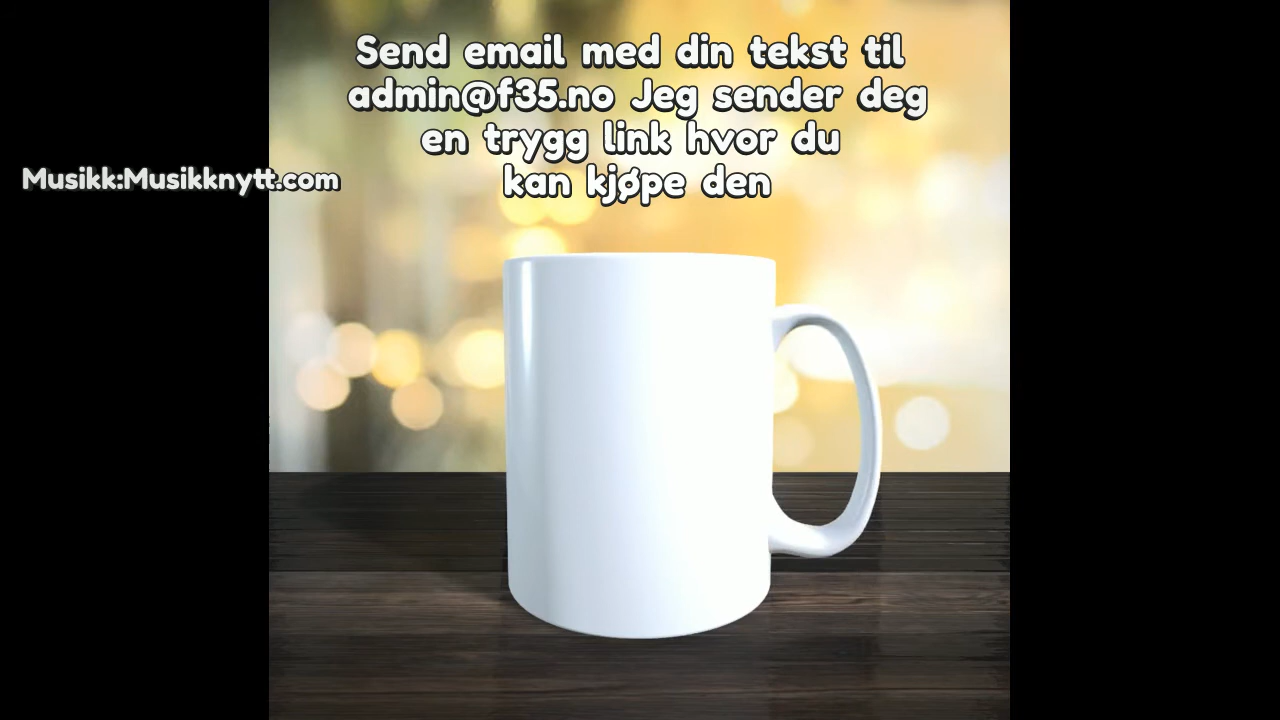 Send email med din tekst til
admin@f35.no Jeg sender deg
en trygg link hvor du
kan kjøpe den
Musikk:Musikknytt.com